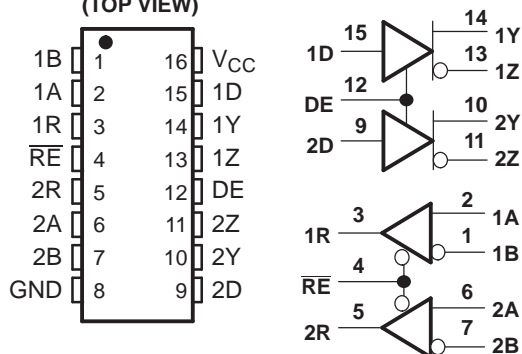 (TOP VIEW)
1B 1 16 V_CC
1A 2 15 1D
1R 3 14 1Y
R̅E̅ 4 13 1Z
2R 5 12 DE
2A 6 11 2Z
2B 7 10 2Y
GND 8 9 2D
15 14 1Y
1D 13 1Z
12
DE
10 2Y
9 11
2D 2Z
2 1A
3
1R 1 1B
4
R̅E̅
5 6 2A
2R 7 2B